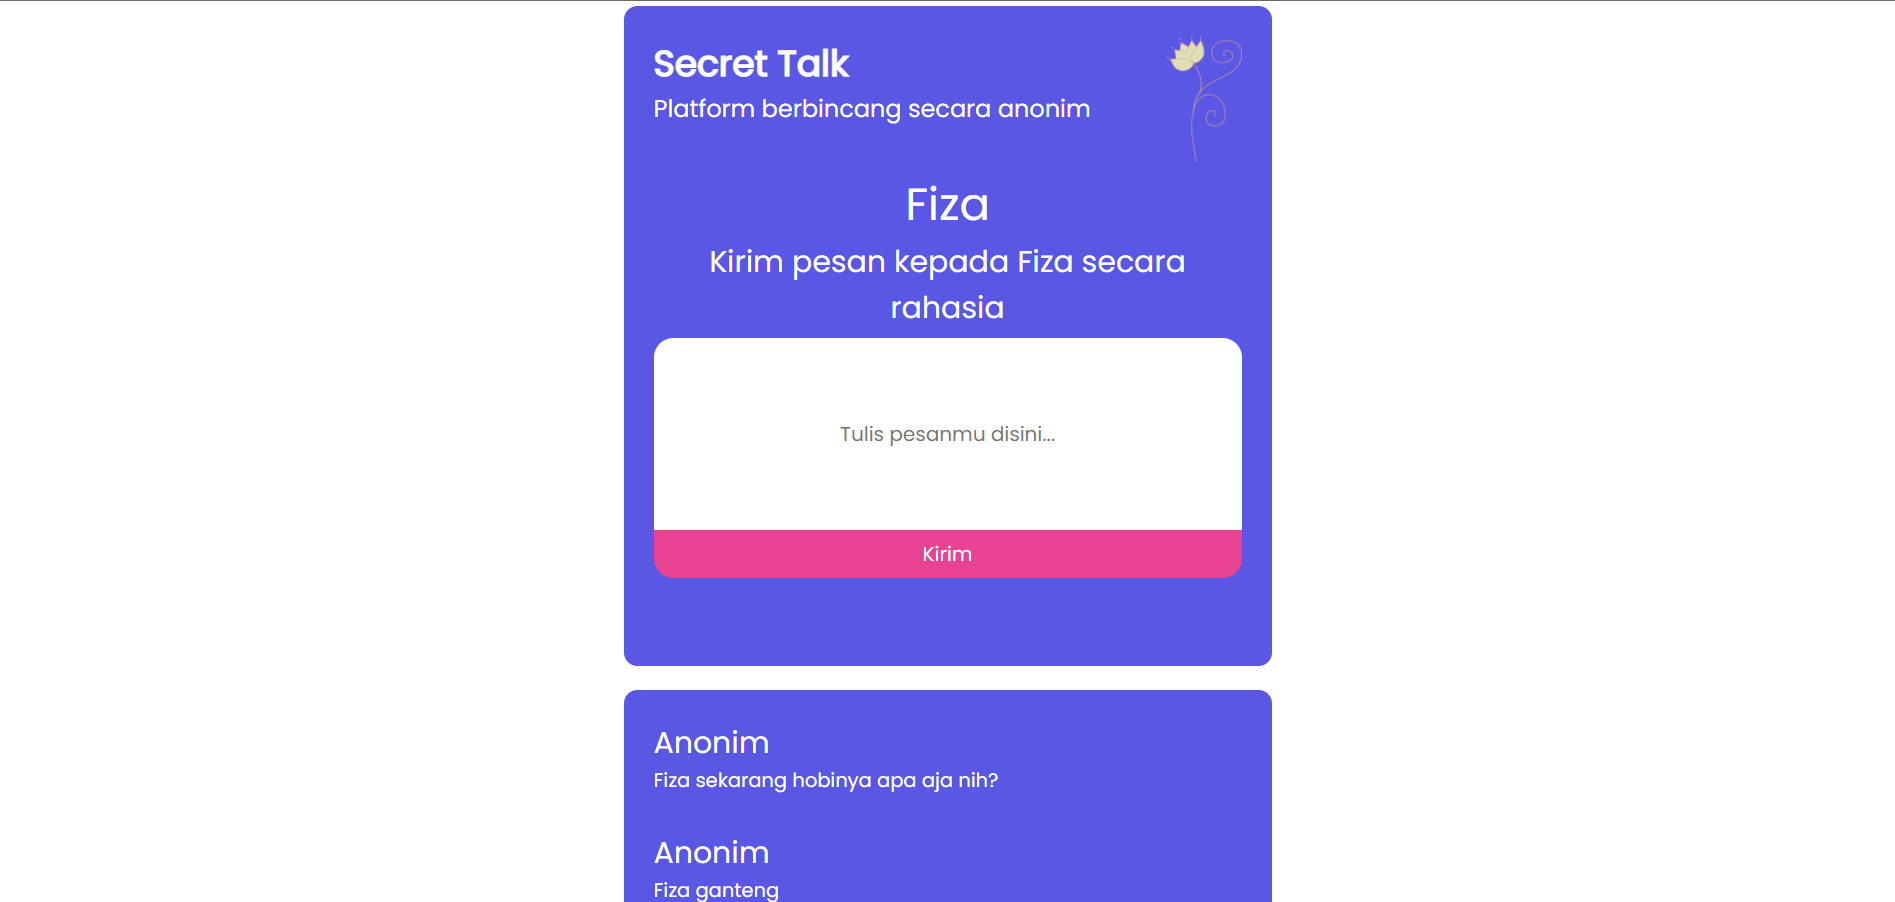 Secret Talk
Platform berbincang secara anonim
Fiza
Kirim pesan kepada Fiza secara
rahasia
Tulis pesanmu disini...
Kirim
Anonim
Fiza sekarang hobinya apa aja nih?
Anonim
Fiza ganteng